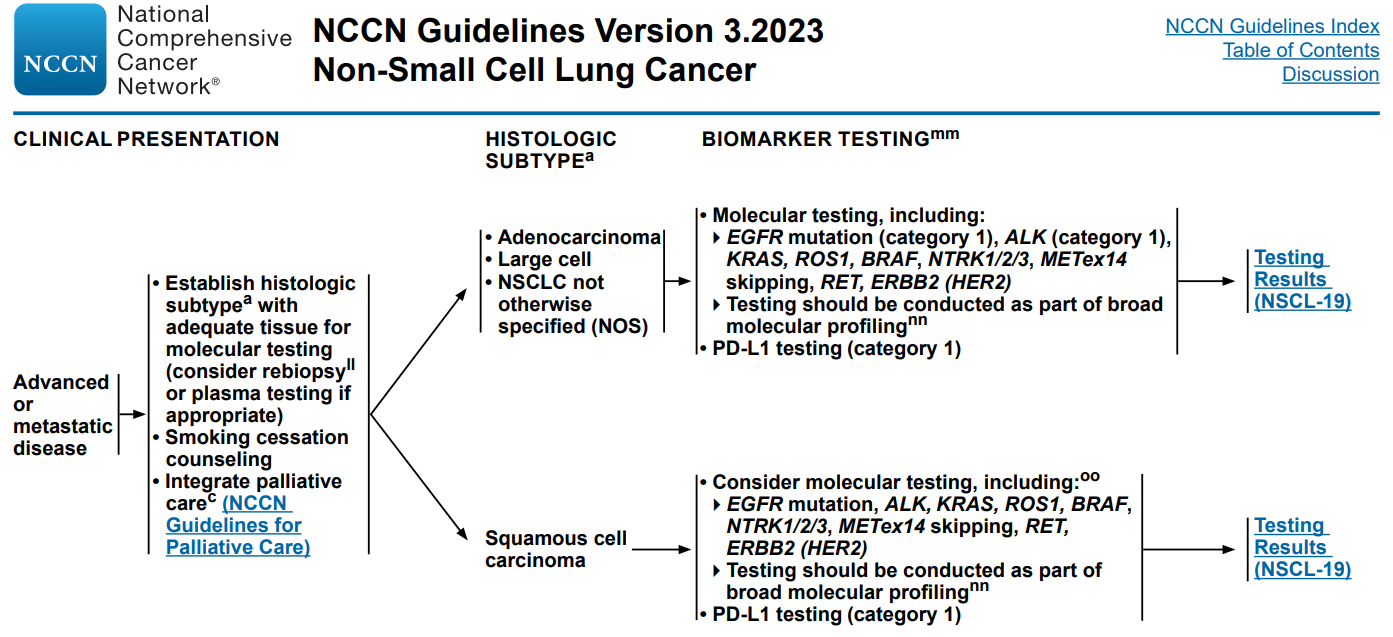 NCCN
National
Comprehensive
Cancer
Network®
NCCN Guidelines Version 3.2023
Non-Small Cell Lung Cancer
NCCN Guidelines Index
Table of Contents
Discussion
CLINICAL PRESENTATION
HISTOLOGIC
SUBTYPEa
BIOMARKER TESTINGmm
Advanced
or
metastatic
disease
• Establish histologic
subtypea with
adequate tissue for
molecular testing
(consider rebiopsyll
or plasma testing if
appropriate)
• Smoking cessation
counseling
• Integrate palliative
carec (NCCN
Guidelines for
Palliative Care)
• Adenocarcinoma
• Large cell
• NSCLC not
otherwise
specified (NOS)
• Molecular testing, including:
EGFR mutation (category 1), ALK (category 1),
KRAS, ROS1, BRAF, NTRK1/2/3, METex14
skipping, RET, ERBB2 (HER2)
Testing should be conducted as part of broad
molecular profilingnn
• PD-L1 testing (category 1)
Testing
Results
(NSCL-19)
Squamous cell
carcinoma
• Consider molecular testing, including:oo
EGFR mutation, ALK, KRAS, ROS1, BRAF,
NTRK1/2/3, METex14 skipping, RET,
ERBB2 (HER2)
Testing should be conducted as part of
broad molecular profilingnn
• PD-L1 testing (category 1)
Testing
Results
(NSCL-19)